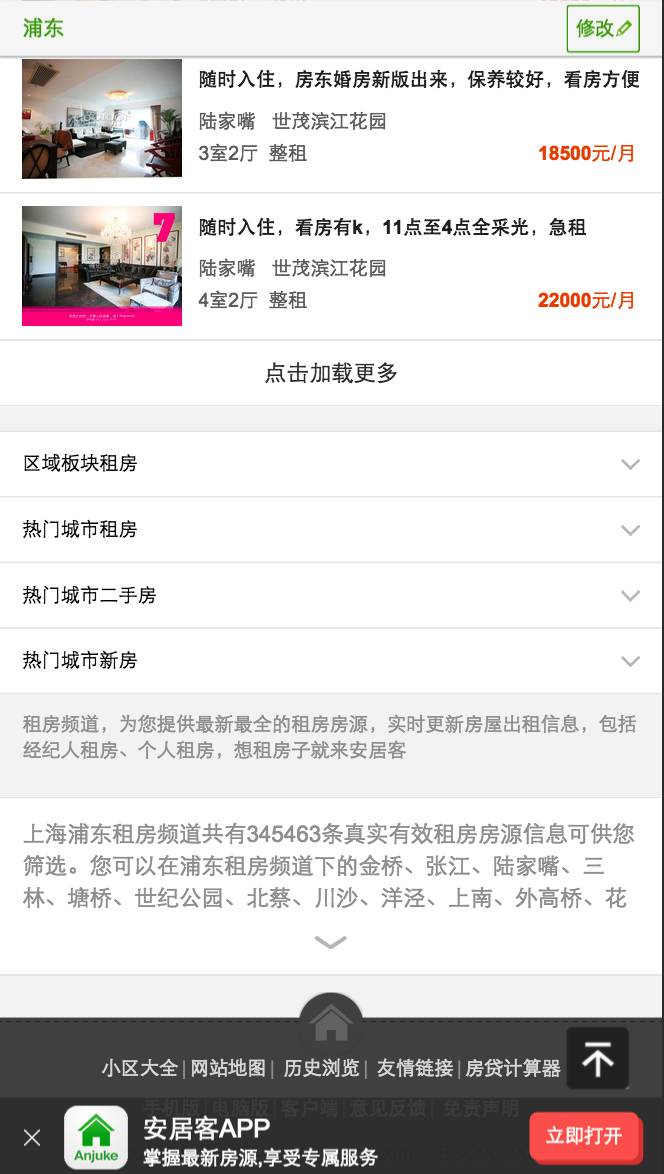 浦东
修改
随时入住，房东婚房新版出来，保养较好，看房方便
陆家嘴 世茂滨江花园
3室2厅 整租
18500元/月
7
随时入住，看房有k，11点至4点全采光，急租
陆家嘴 世茂滨江花园
4室2厅 整租
22000元/月
点击加载更多
区域板块租房
热门城市租房
热门城市二手房
热门城市新房
租房频道，为您提供最新最全的租房房源，实时更新房屋出租信息，包括
经纪人租房、个人租房，想租房子就来安居客
上海浦东租房频道共有345463条真实有效租房房源信息可供您
筛选。您可以在浦东租房频道下的金桥、张江、陆家嘴、三
林、塘桥、世纪公园、北蔡、川沙、洋泾、上南、外高桥、花
小区大全|网站地图| 历史浏览| 友情链接|房贷计算器
手机版|电脑版|客户端|意见反馈| 免责声明
Anjuke
安居客APP
掌握最新房源,享受专属服务
立即打开